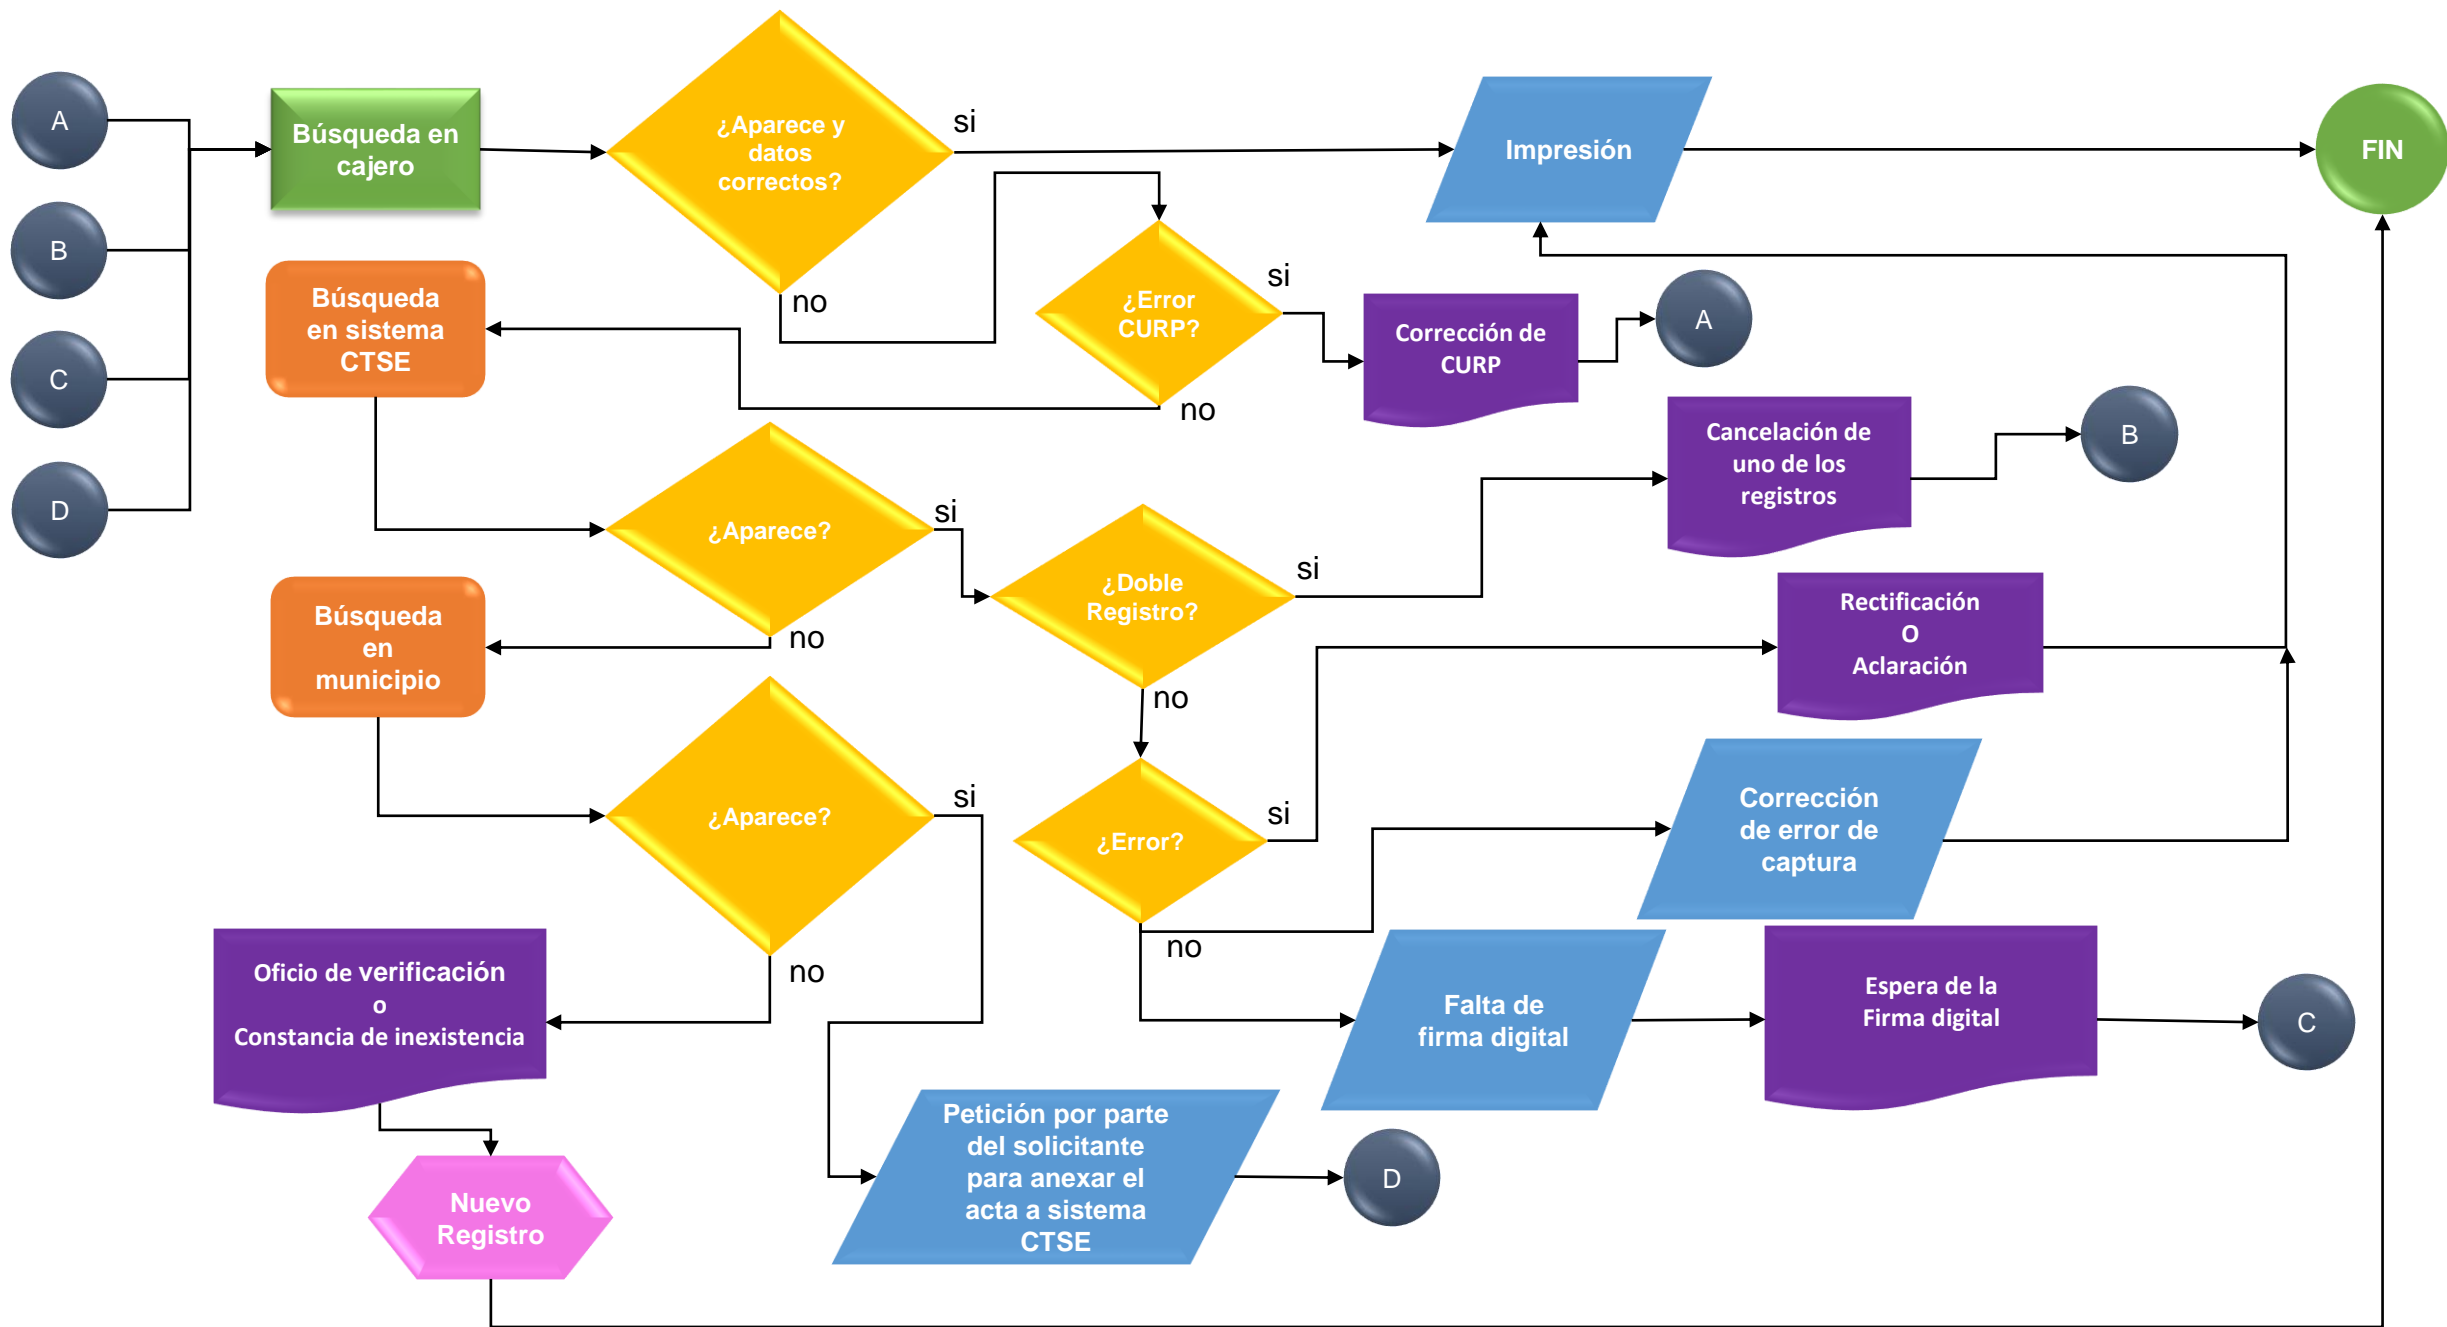 A
B
C
D
Búsqueda en
cajero
¿Aparece y
datos
correctos?
si
no
Impresión
FIN
¿Error
CURP?
si
no
Corrección de
CURP
A
Búsqueda
en sistema
CTSE
¿Aparece?
si
no
¿Doble
Registro?
si
no
Cancelación de
uno de los
registros
B
Rectificación
O
Aclaración
Búsqueda
en
municipio
¿Aparece?
si
no
¿Error?
si
no
Corrección
de error de
captura
Falta de
firma digital
Espera de la
Firma digital
C
Oficio de verificación
o
Constancia de inexistencia
Petición por parte
del solicitante
para anexar el
acta a sistema
CTSE
D
Nuevo
Registro